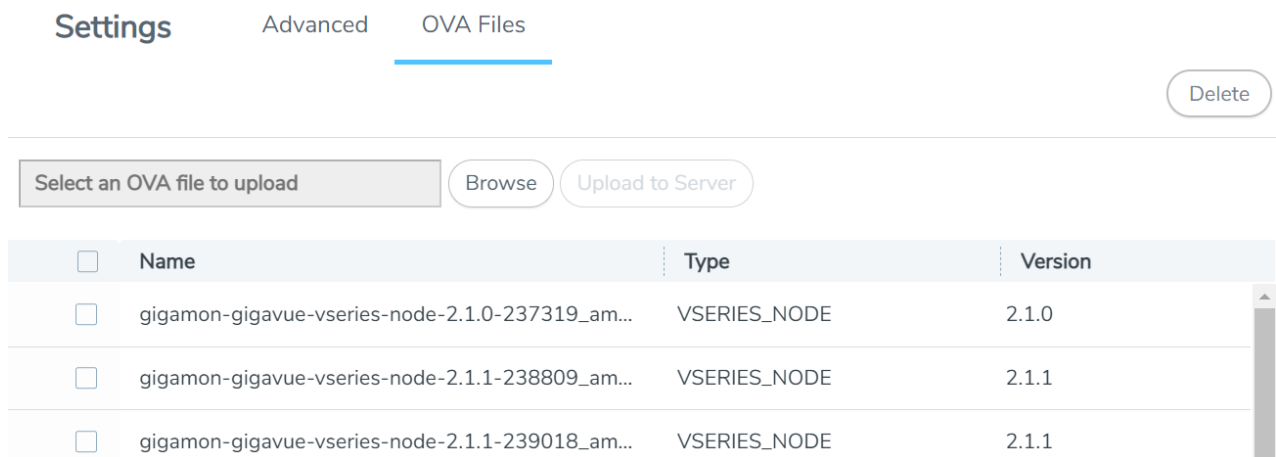 Settings Advanced OVA Files
Delete
Select an OVA file to upload Browse Upload to Server
Name Type Version
gigamon-gigavue-vseries-node-2.1.0-237319_am... VSERIES_NODE 2.1.0
gigamon-gigavue-vseries-node-2.1.1-238809_am... VSERIES_NODE 2.1.1
gigamon-gigavue-vseries-node-2.1.1-239018_am... VSERIES_NODE 2.1.1